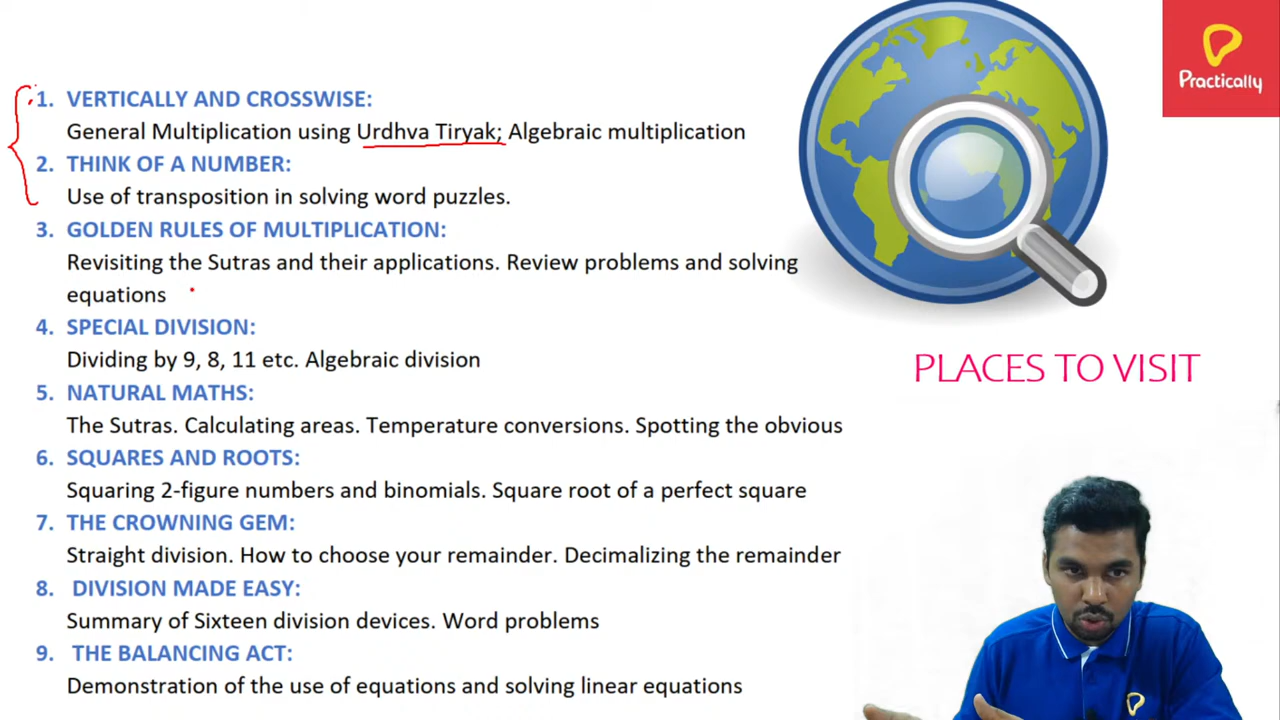 Practically
1. VERTICALLY AND CROSSWISE:
General Multiplication using Urdhva Tiryak; Algebraic multiplication
2. THINK OF A NUMBER:
Use of transposition in solving word puzzles.
3. GOLDEN RULES OF MULTIPLICATION:
Revisiting the Sutras and their applications. Review problems and solving
equations
4. SPECIAL DIVISION:
Dividing by 9, 8, 11 etc. Algebraic division
5. NATURAL MATHS:
The Sutras. Calculating areas. Temperature conversions. Spotting the obvious
6. SQUARES AND ROOTS:
Squaring 2-figure numbers and binomials. Square root of a perfect square
7. THE CROWNING GEM:
Straight division. How to choose your remainder. Decimalizing the remainder
8. DIVISION MADE EASY:
Summary of Sixteen division devices. Word problems
9. THE BALANCING ACT:
Demonstration of the use of equations and solving linear equations
PLACES TO VISIT